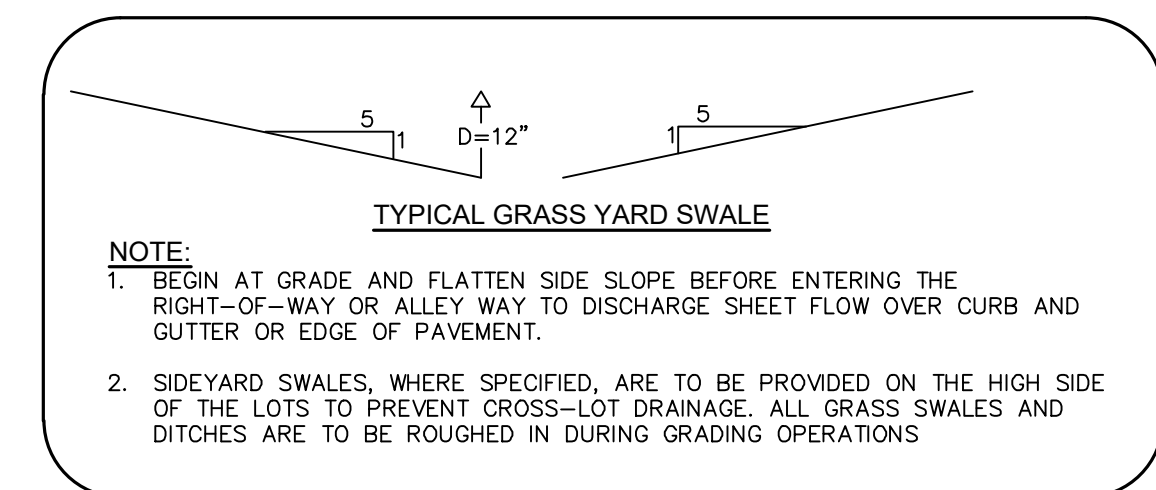 5
1
D=12"
5
1
TYPICAL GRASS YARD SWALE
NOTE:
1. BEGIN AT GRADE AND FLATTEN SIDE SLOPE BEFORE ENTERING THE
RIGHT-OF-WAY OR ALLEY WAY TO DISCHARGE SHEET FLOW OVER CURB AND
GUTTER OR EDGE OF PAVEMENT.
2. SIDEYARD SWALES, WHERE SPECIFIED, ARE TO BE PROVIDED ON THE HIGH SIDE
OF THE LOTS TO PREVENT CROSS-LOT DRAINAGE. ALL GRASS SWALES AND
DITCHES ARE TO BE ROUGHED IN DURING GRADING OPERATIONS